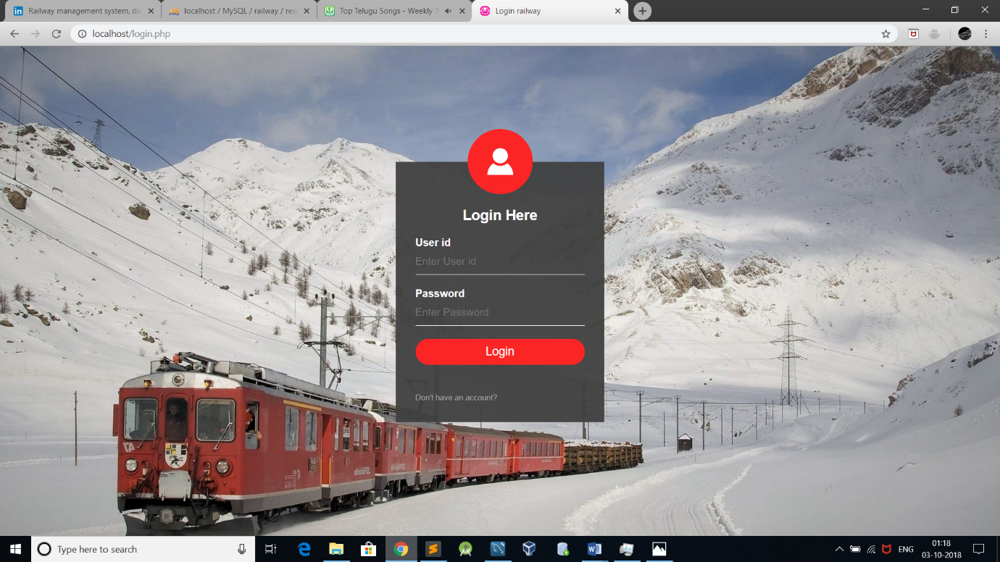 Railway management system, da
localhost / MySQL / railway / rese
Top Telugu Songs - Weekly T
Login railway
localhost/login.php
Login Here
User id
Enter User id
Password
Enter Password
Login
Don't have an account?
Type here to search
ENG
01:18
03-10-2018